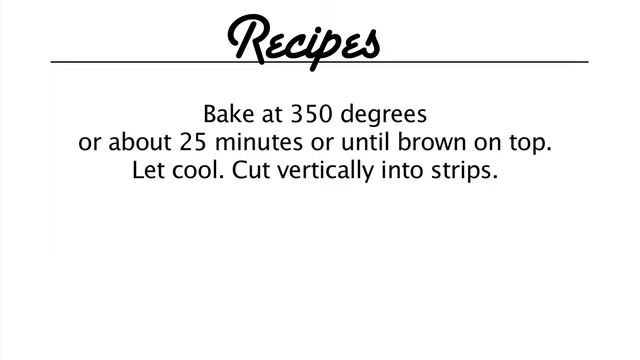 Recipes
Bake at 350 degrees
or about 25 minutes or until brown on top.
Let cool. Cut vertically into strips.